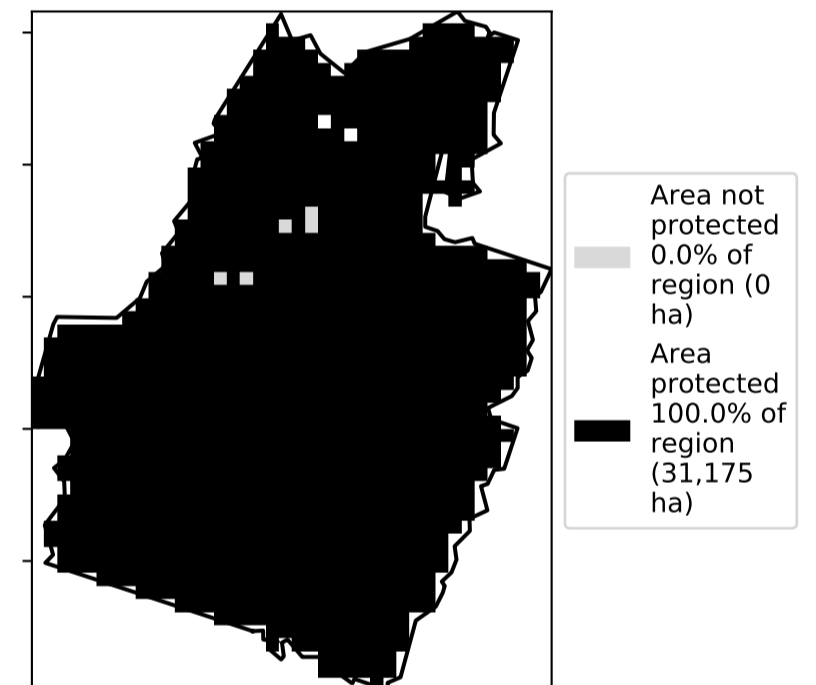 Area not
protected
0.0% of
region (0
ha)
Area
protected
100.0% of
region
(31,175
ha)